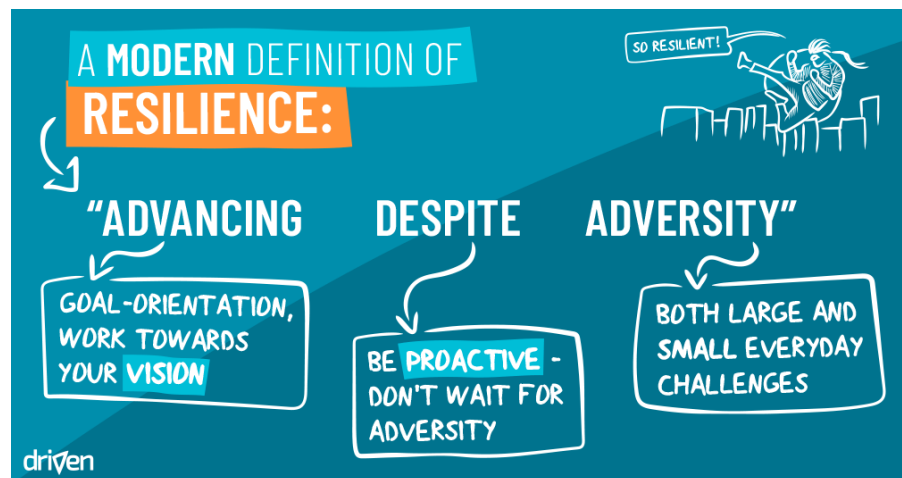 A MODERN DEFINITION OF
RESILIENCE:
SO RESILIENT!
"ADVANCING DESPITE ADVERSITY"
GOAL-ORIENTATION,
WORK TOWARDS
YOUR VISION
BE PROACTIVE -
DON'T WAIT FOR
ADVERSITY
BOTH LARGE AND
SMALL EVERYDAY
CHALLENGES
driven